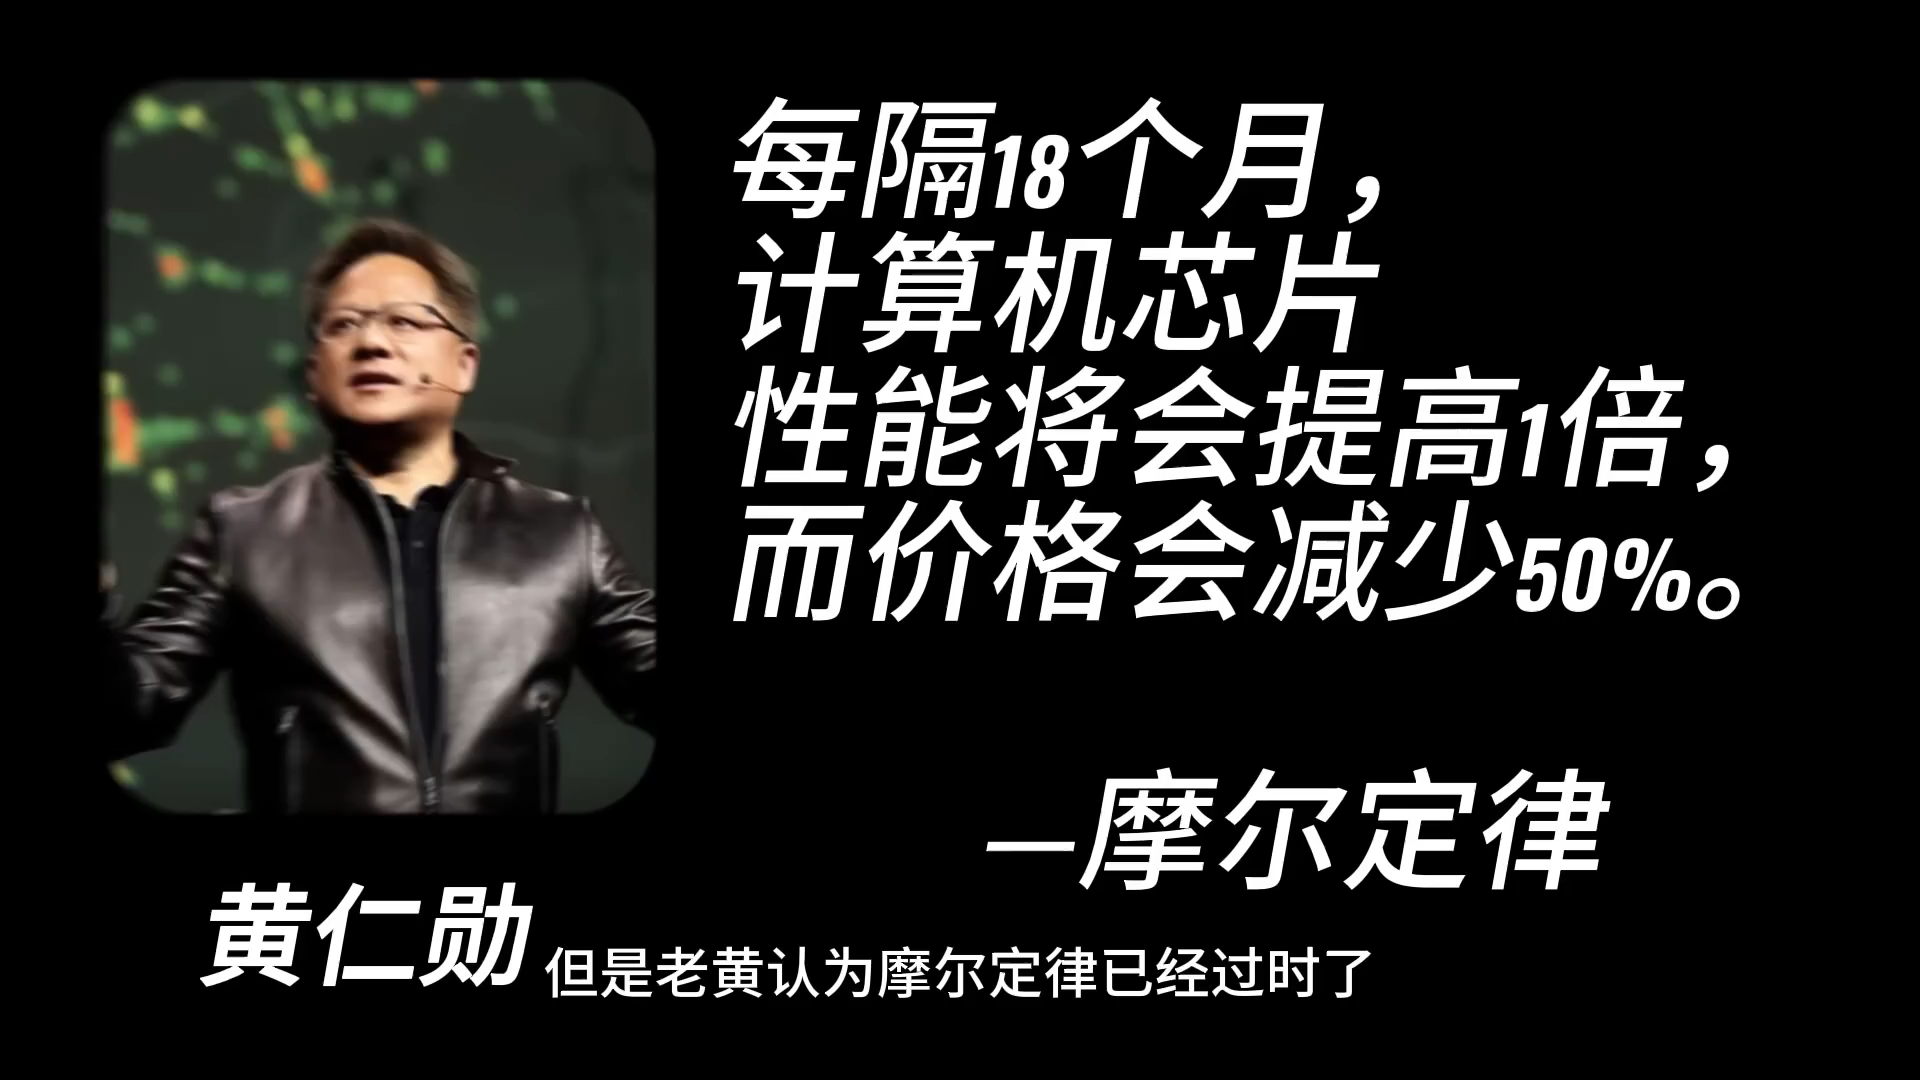 每隔18个月，
计算机芯片
性能将会提高1倍，
而价格会减少50%。
—摩尔定律
黄仁勋
但是老黄认为摩尔定律已经过时了